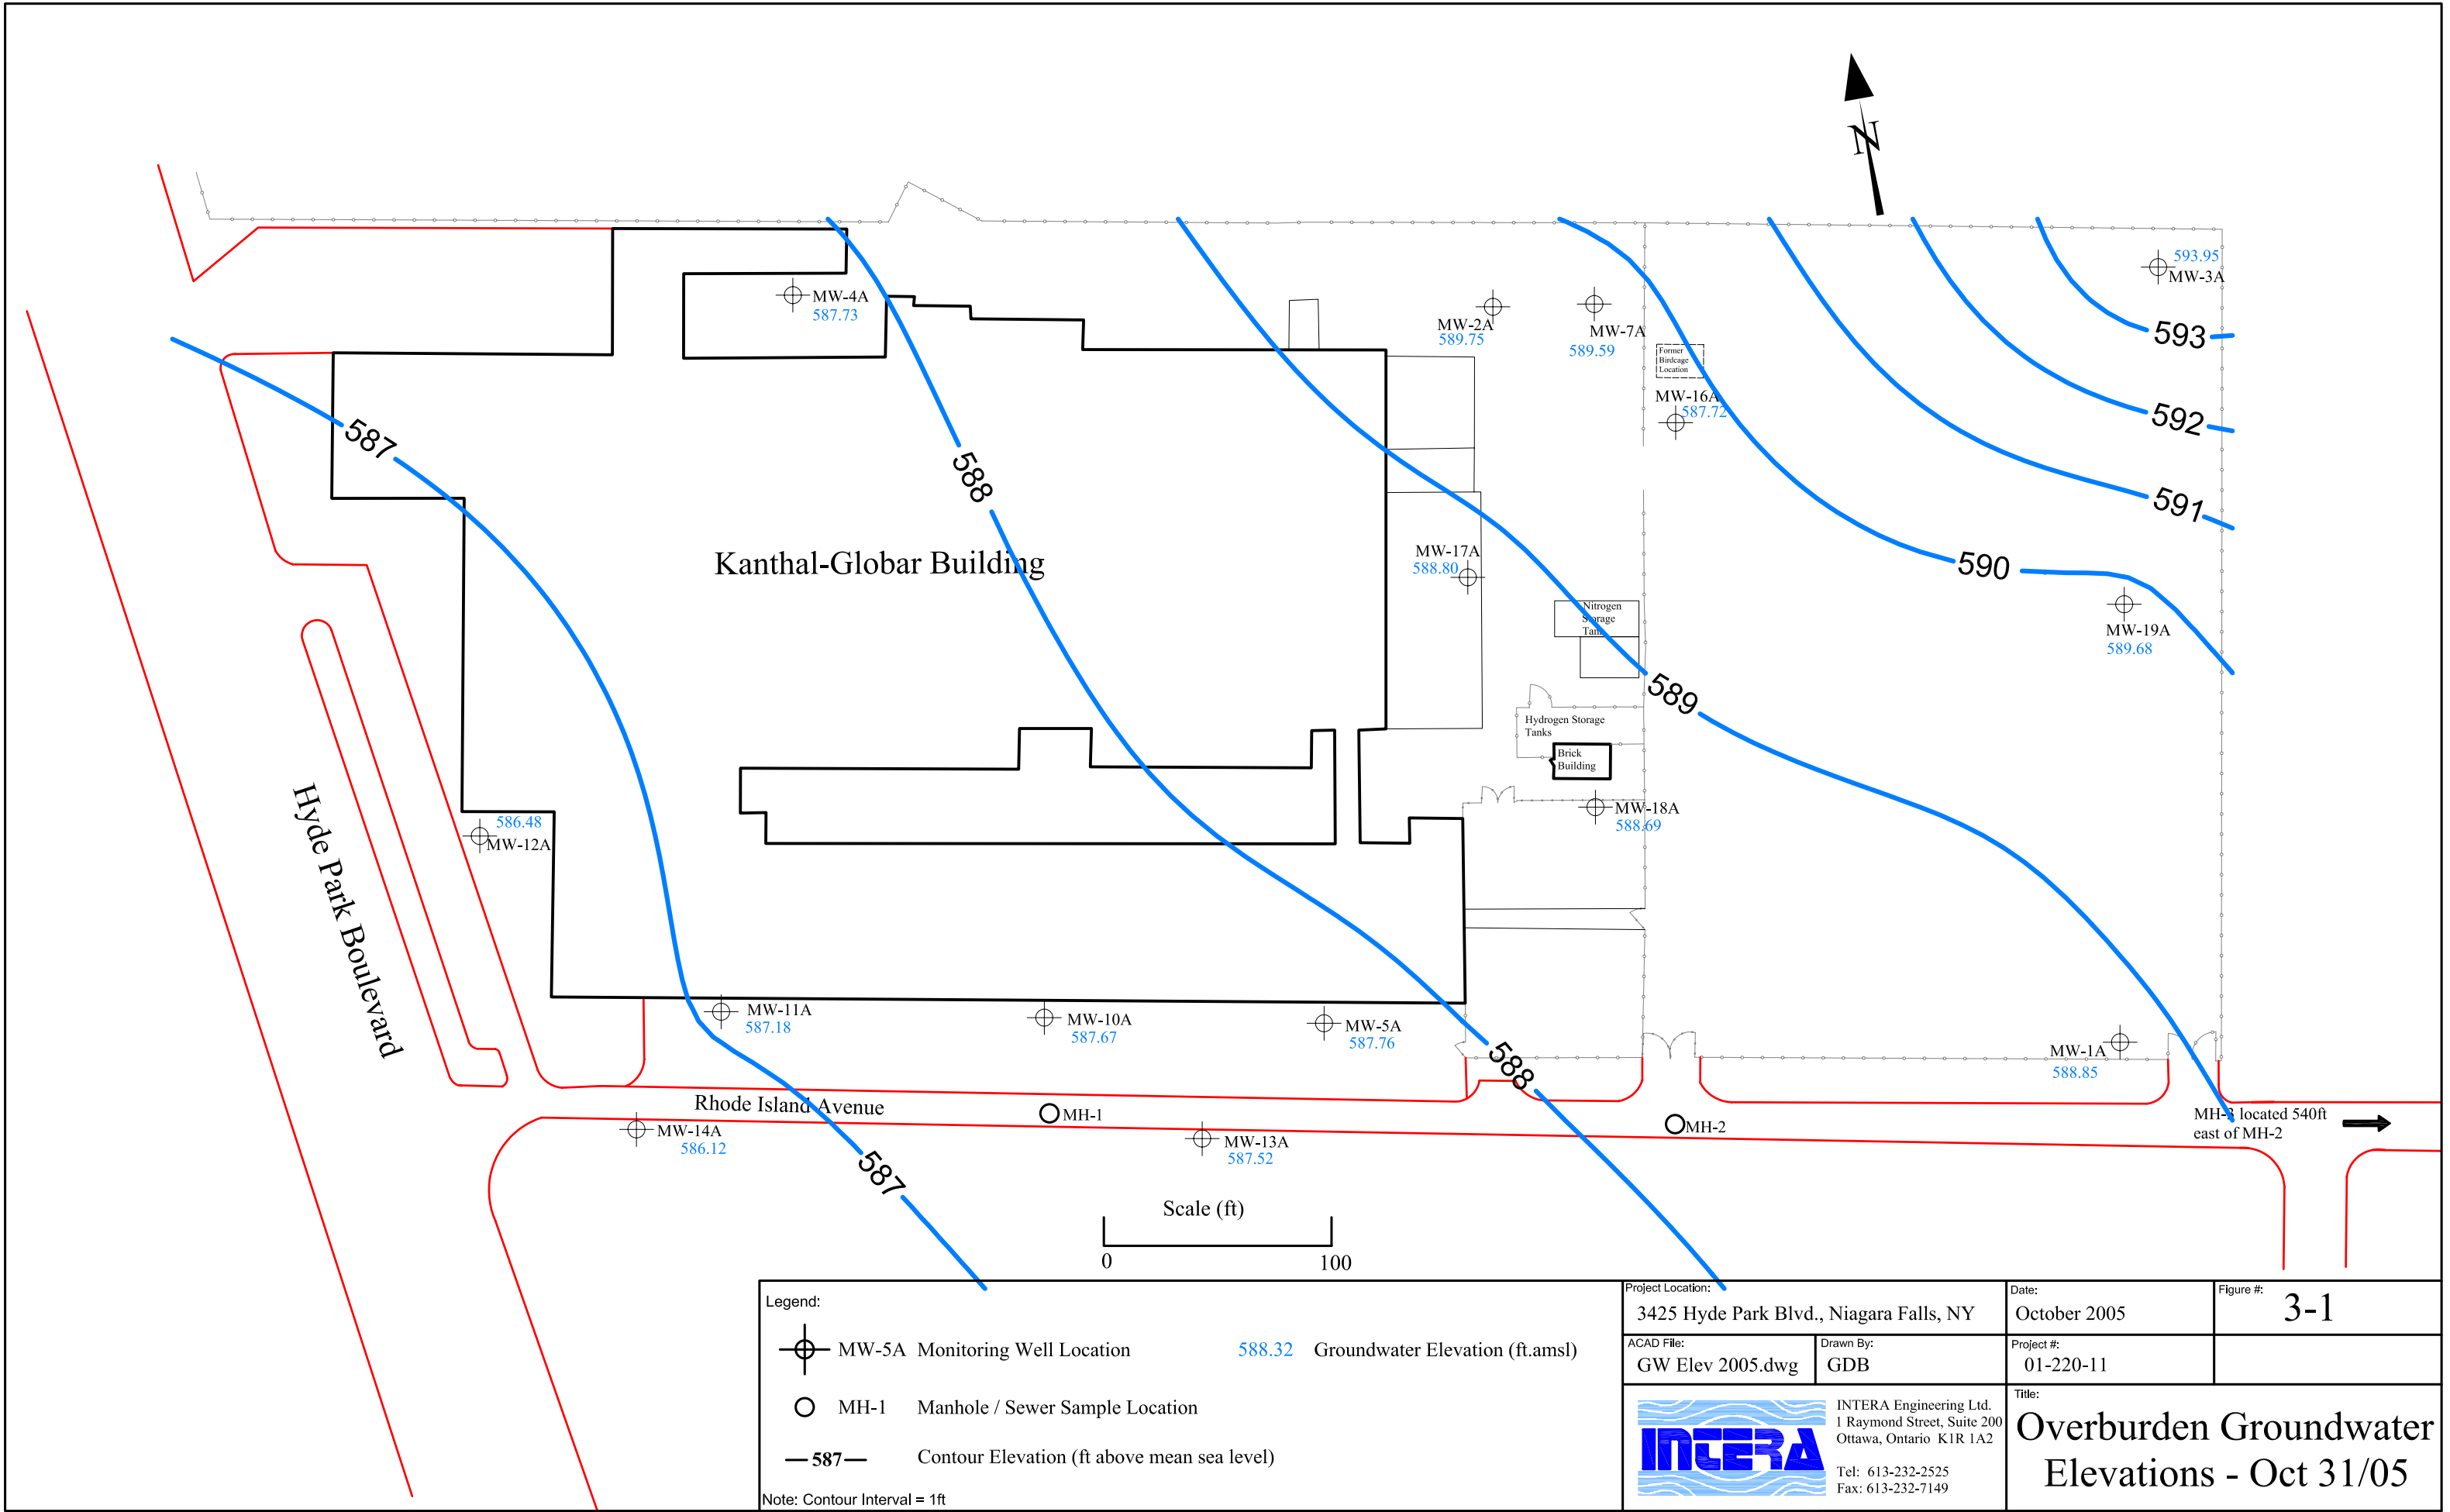 N
593.95
MW-3A
MW-4A
587.73
MW-2A
589.75
MW-7A
589.59
593
Former
Birdcage
Location
MW-16A
587.72
592
587
588
591
Kanthal-Globar Building
MW-17A
588.80
590
Nitrogen
Storage
Tank
MW-19A
589.68
589
Hydrogen Storage
Tanks
Brick
Building
Hyde Park Boulevard
586.48
MW-12A
MW-18A
588.69
MW-11A
587.18
MW-10A
587.67
MW-5A
587.76
588
MW-1A
588.85
Rhode Island Avenue
MH-1
MH-2
MH-3 located 540ft
east of MH-2
MW-14A
586.12
MW-13A
587.52
587
Scale (ft)
0 100
Legend:
MW-5A Monitoring Well Location 588.32 Groundwater Elevation (ft.amsl)
MH-1 Manhole / Sewer Sample Location
587 Contour Elevation (ft above mean sea level)
Note: Contour Interval = 1ft
Project Location:
3425 Hyde Park Blvd., Niagara Falls, NY
Date:
October 2005
Figure #:
3-1
ACAD File:
GW Elev 2005.dwg
Drawn By:
GDB
Project #:
01-220-11
INTERA
INTERA Engineering Ltd.
1 Raymond Street, Suite 200
Ottawa, Ontario K1R 1A2
Tel: 613-232-2525
Fax: 613-232-7149
Title:
Overburden Groundwater
Elevations - Oct 31/05